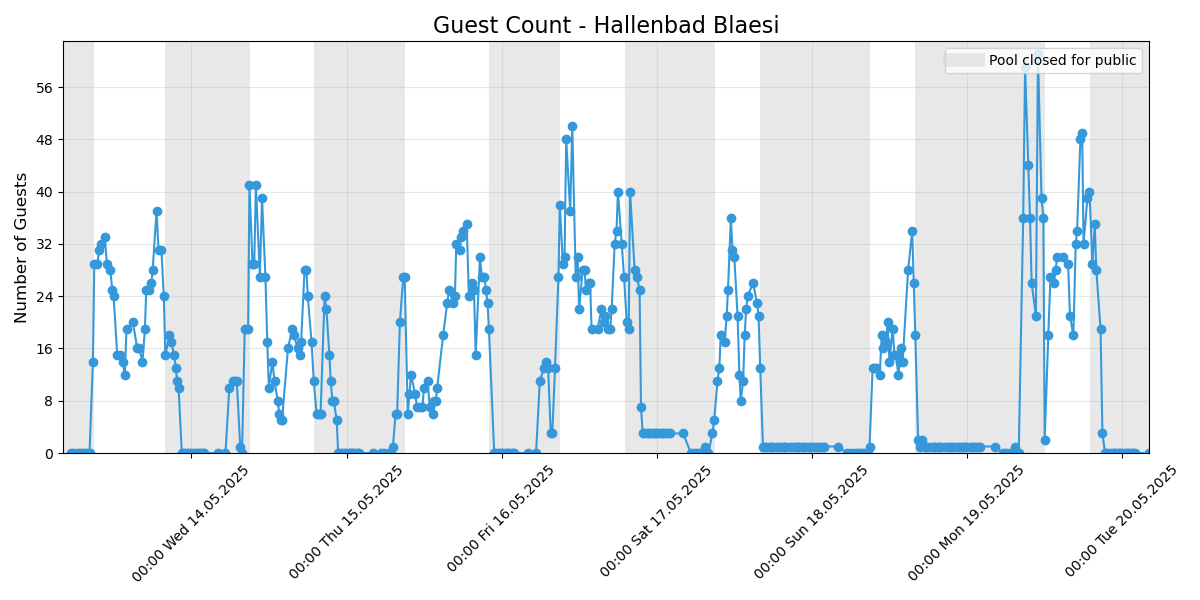 Guest Count - Hallenbad Blaesi
Pool closed for public
Number of Guests
56
48
40
32
24
16
8
0
00:00 Wed 14.05.2025
00:00 Thu 15.05.2025
00:00 Fri 16.05.2025
00:00 Sat 17.05.2025
00:00 Sun 18.05.2025
00:00 Mon 19.05.2025
00:00 Tue 20.05.2025